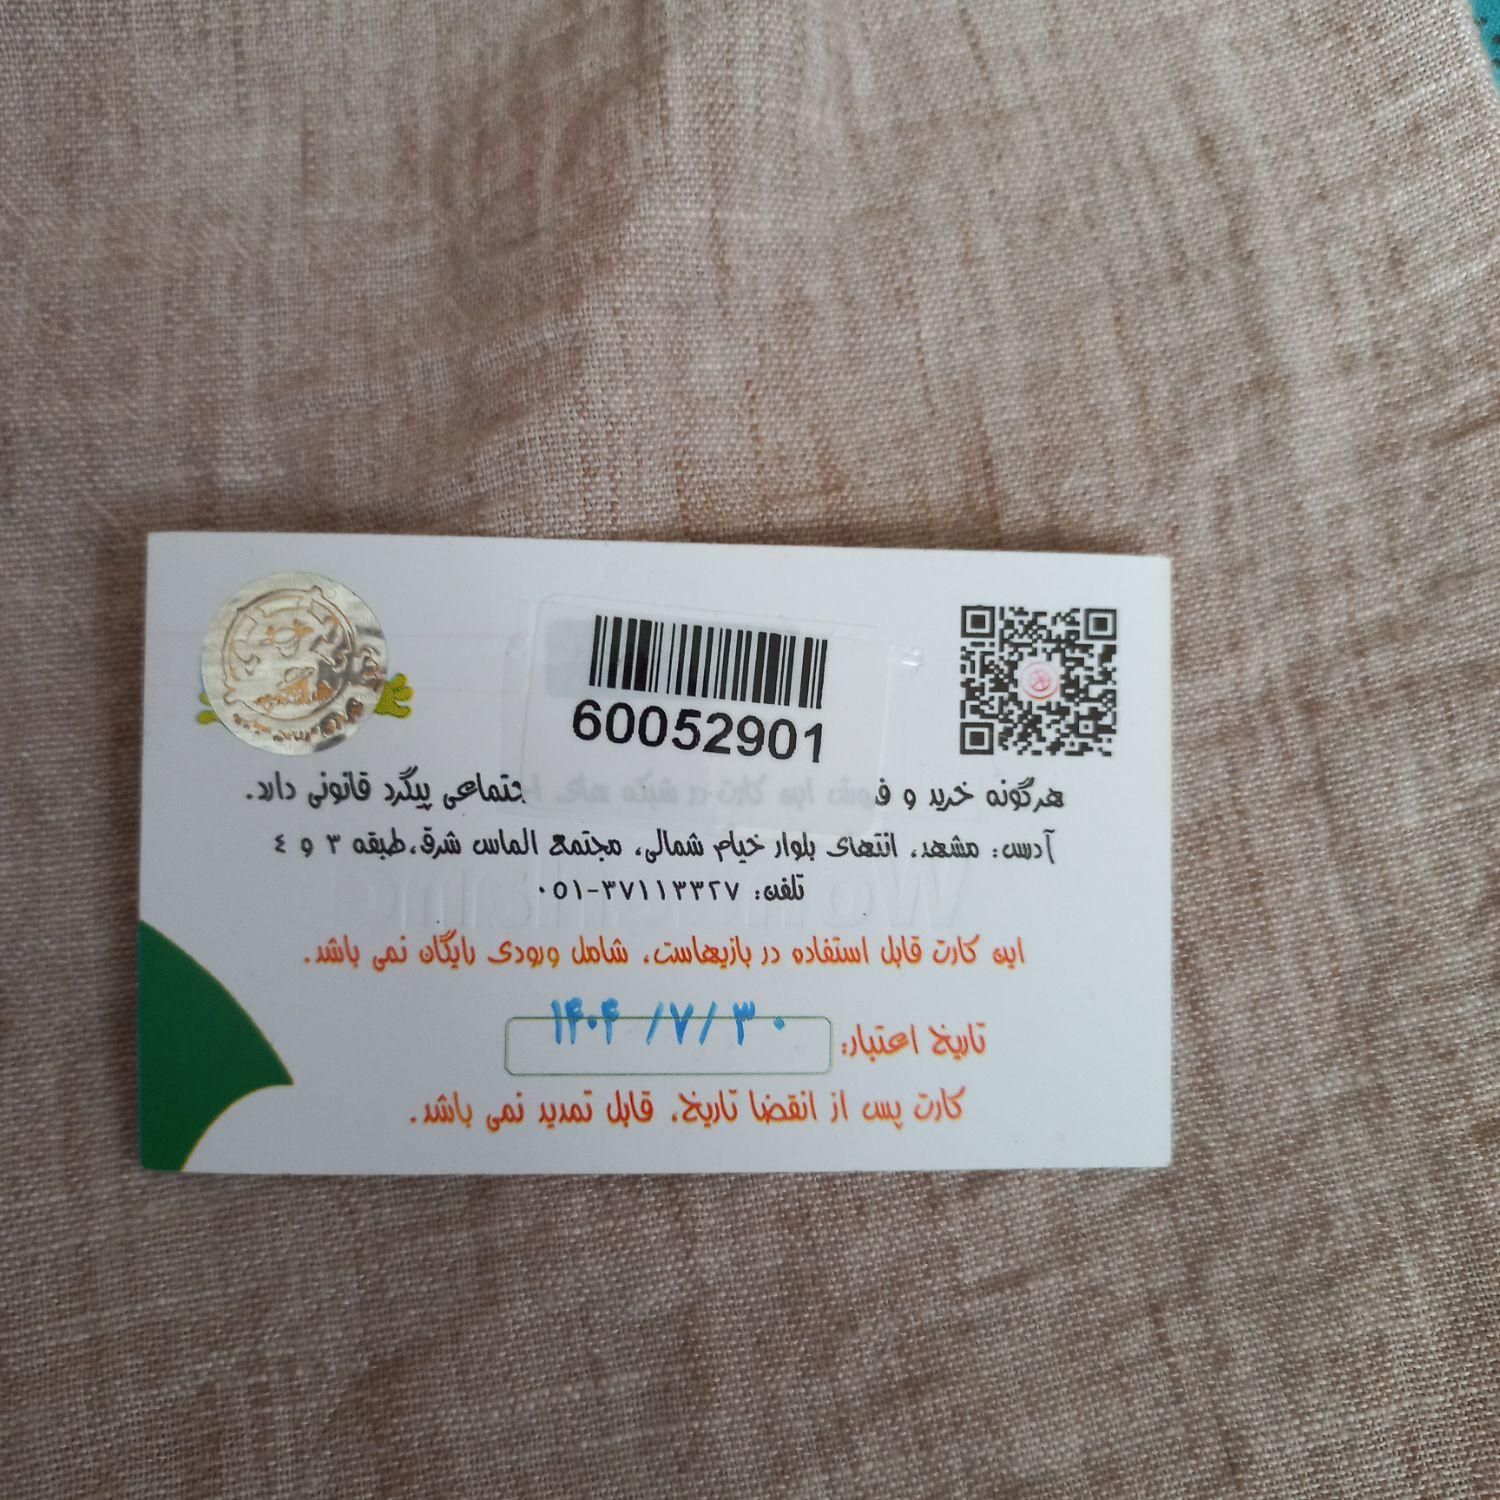 60052901
هرگونه خرید و فروش این کارت در شبکه های اجتماعی پیگرد قانونی دارد.
آدرس: مشهد، انتهای بلوار خیام شمالی، مجتمع الماس شرق، طبقه ۳ و ٤
تلفن: ۰۵۱-۳۷۱۱۳۳۲۷
این کارت قابل استفاده در بازیهاست، شامل ورودی رایگان نمی باشد.
تاریخ اعتبار: ۱۴۰۴/۷/۳۰
کارت پس از انقضا تاریخ، قابل تمدید نمی باشد.